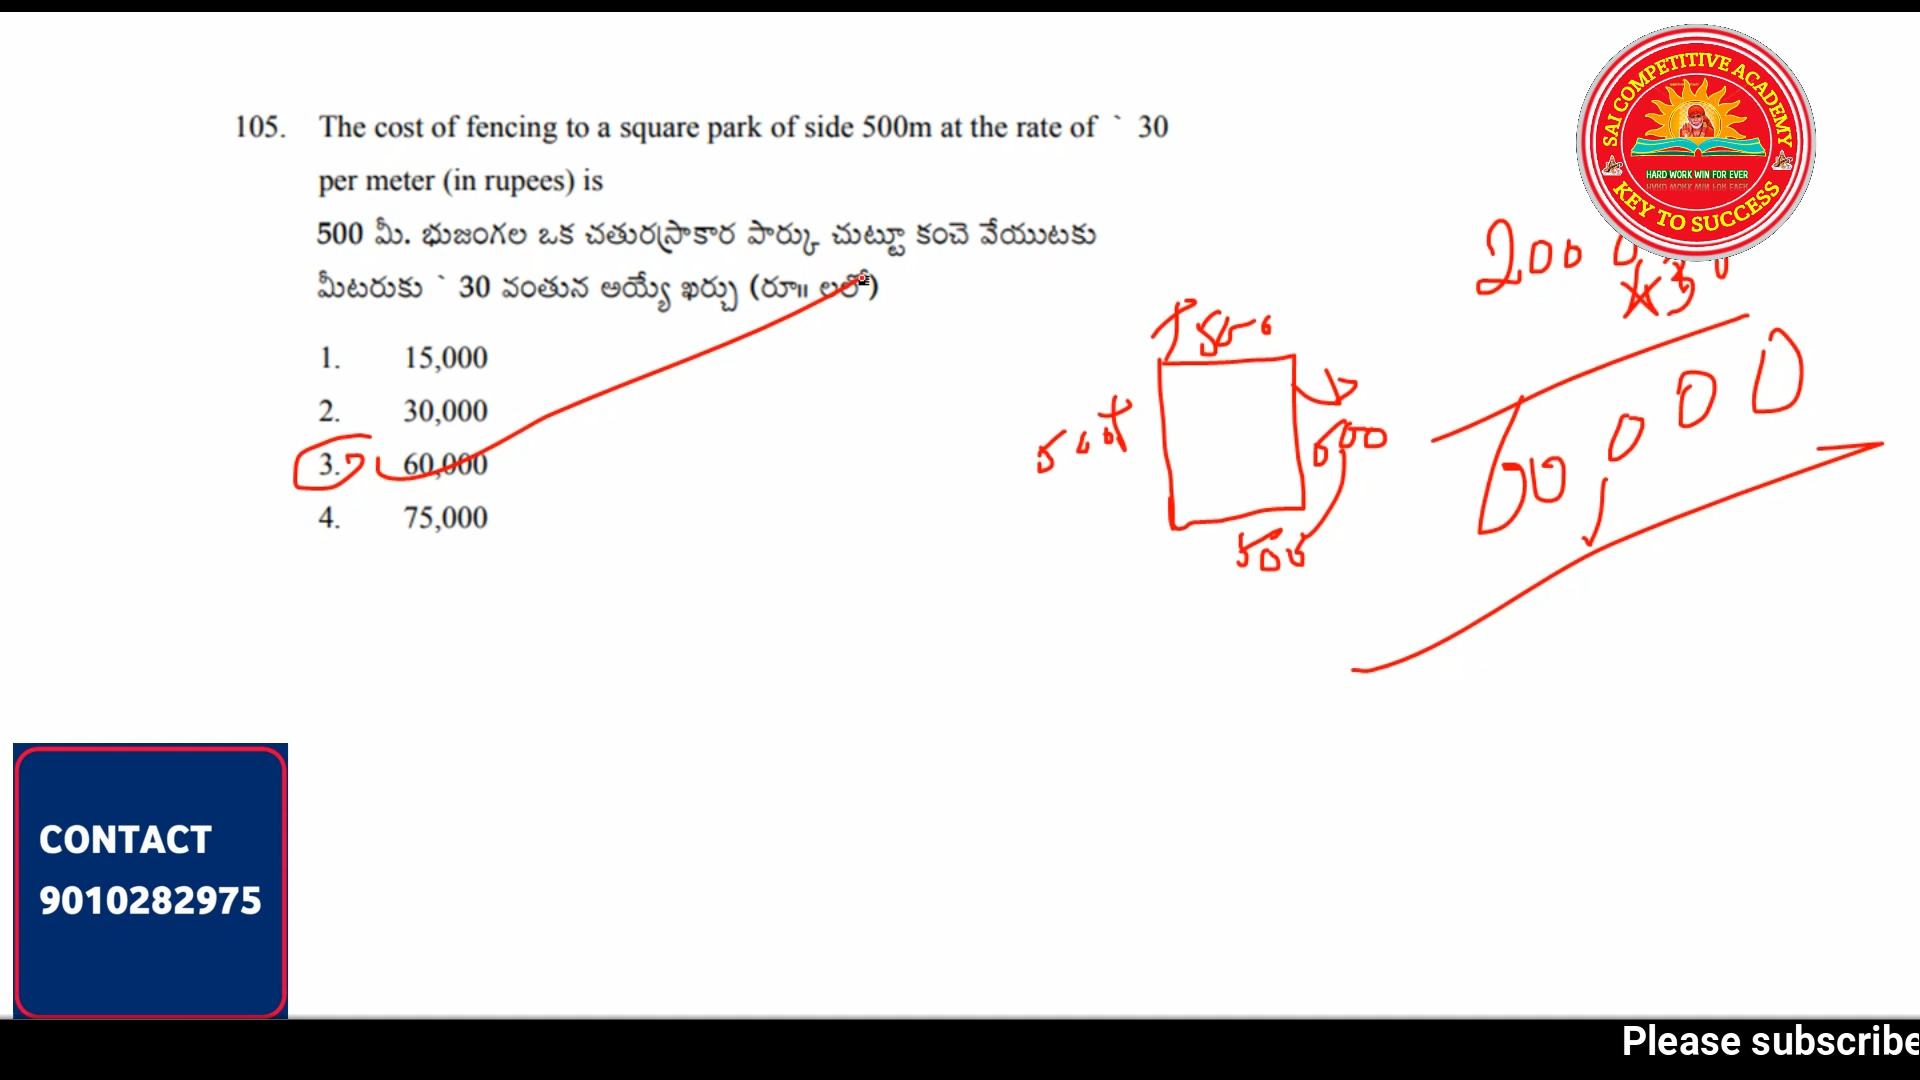 105. The cost of fencing to a square park of side 500m at the rate of ` 30
per meter (in rupees) is
500 మీ. భుజంగల ఒక చతురస్రాకార పార్కు చుట్టూ కంచె వేయుటకు
మీటరుకు ` 30 వంతున అయ్యే ఖర్చు (రూ॥ లలో)
1. 15,000
2. 30,000
3. 60,000
4. 75,000
500
500
500
500
2000
×30
60,000
SAI COMPETITIVE ACADEMY
HARD WORK WIN FOR EVER
KEY TO SUCCESS
CONTACT
9010282975
Please subscribe